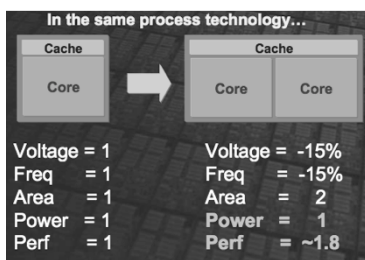 In the same process technology…
Cache
Core
Cache
Core Core
Voltage = 1
Freq = 1
Area = 1
Power = 1
Perf = 1
Voltage = -15%
Freq = -15%
Area = 2
Power = 1
Perf = ~1.8